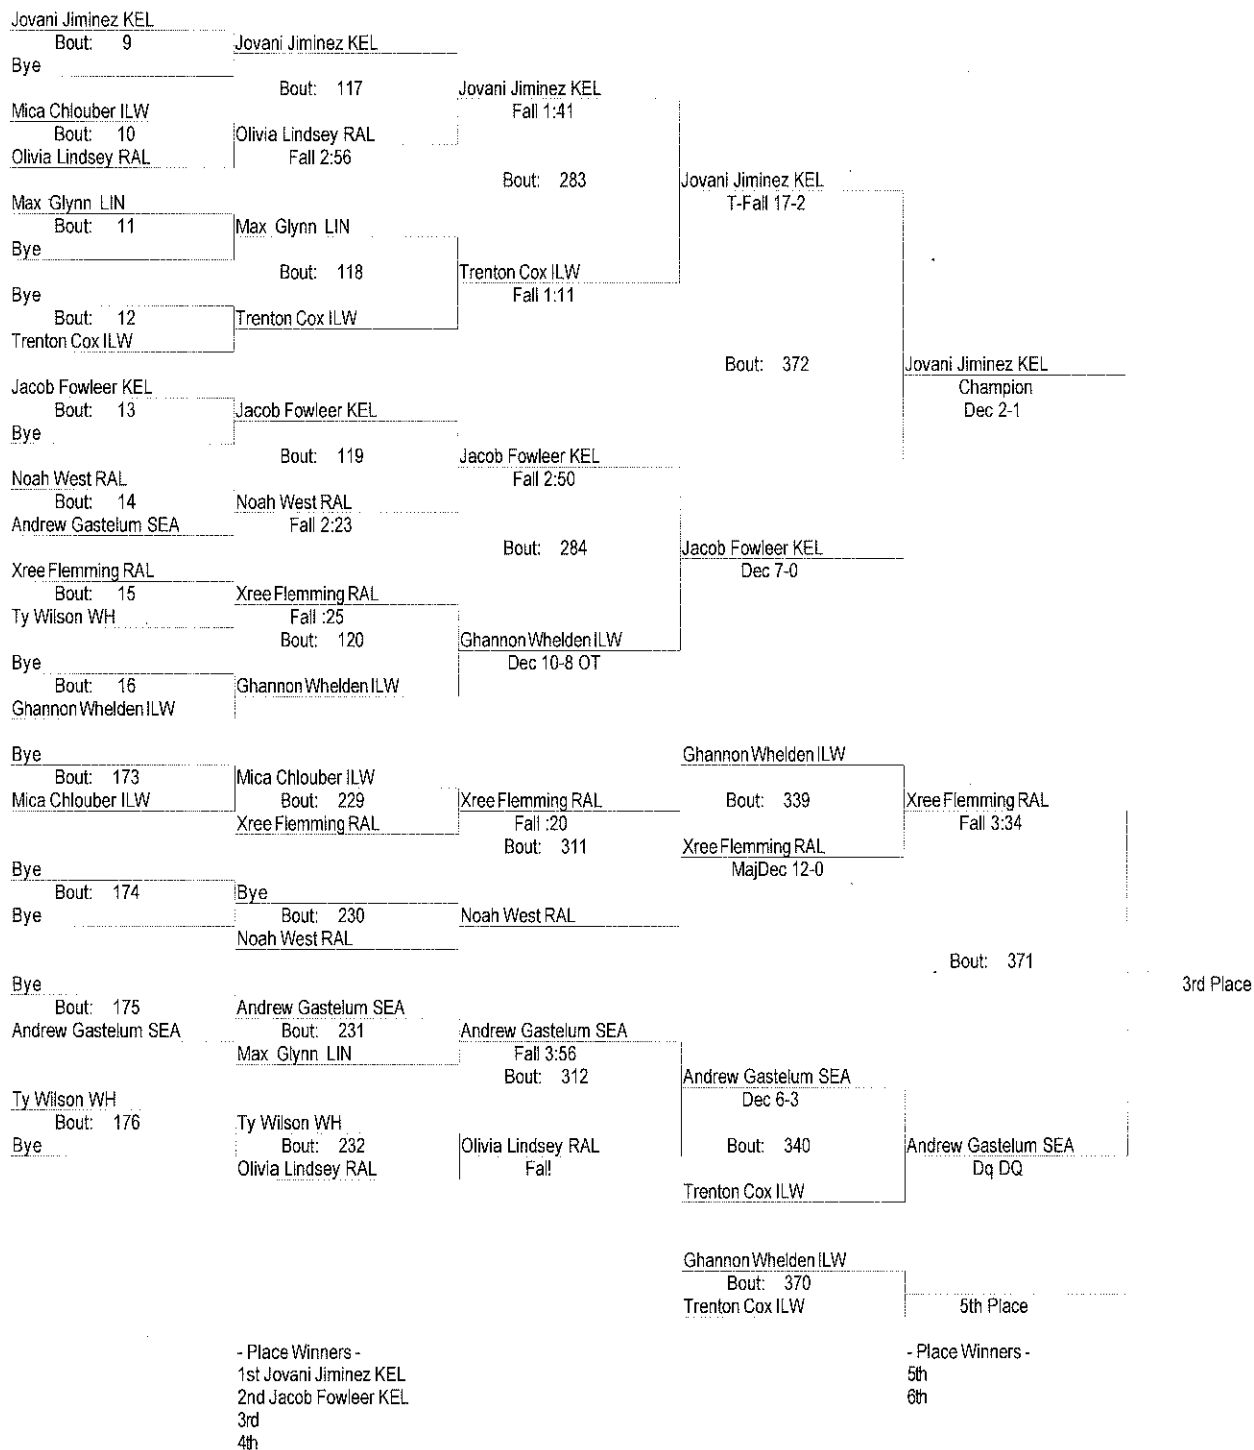 Jovani Jiminez KEL
Bout: 9
Bye
Jovani Jiminez KEL
Bout: 117
Mica Chlouber ILW
Bout: 10
Olivia Lindsey RAL
Olivia Lindsey RAL
Fall 2:56
Jovani Jiminez KEL
Fall 1:41
Bout: 283
Max Glynn LIN
Bout: 11
Bye
Max Glynn LIN
Bout: 118
Bye
Bout: 12
Trenton Cox ILW
Trenton Cox ILW
Trenton Cox ILW
Fall 1:11
Jovani Jiminez KEL
T-Fall 17-2
Bout: 372
Jovani Jiminez KEL
Champion
Dec 2-1
Jacob Fowleer KEL
Bout: 13
Bye
Jacob Fowleer KEL
Bout: 119
Noah West RAL
Bout: 14
Andrew Gastelum SEA
Noah West RAL
Fall 2:23
Jacob Fowleer KEL
Fall 2:50
Bout: 284
Jacob Fowleer KEL
Dec 7-0
Xree Flemming RAL
Bout: 15
Ty Wilson WH
Xree Flemming RAL
Fall :25
Bout: 120
Bye
Bout: 16
Ghannon Whelden ILW
Ghannon Whelden ILW
Ghannon Whelden ILW
Dec 10-8 OT
Bye
Bout: 173
Mica Chlouber ILW
Mica Chlouber ILW
Bout: 229
Xree Flemming RAL
Xree Flemming RAL
Fall :20
Bout: 311
Ghannon Whelden ILW
Bout: 339
Xree Flemming RAL
MajDec 12-0
Xree Flemming RAL
Fall 3:34
Bye
Bout: 174
Bye
Bye
Bout: 230
Noah West RAL
Noah West RAL
Bout: 371
3rd Place
Bye
Bout: 175
Andrew Gastelum SEA
Andrew Gastelum SEA
Bout: 231
Max Glynn LIN
Andrew Gastelum SEA
Fall 3:56
Bout: 312
Andrew Gastelum SEA
Dec 6-3
Bout: 340
Trenton Cox ILW
Andrew Gastelum SEA
Dq DQ
Ty Wilson WH
Bout: 176
Bye
Ty Wilson WH
Bout: 232
Olivia Lindsey RAL
Olivia Lindsey RAL
Fall
Ghannon Whelden ILW
Bout: 370
Trenton Cox ILW
5th Place
- Place Winners -
1st Jovani Jiminez KEL
2nd Jacob Fowleer KEL
3rd
4th
- Place Winners -
5th
6th